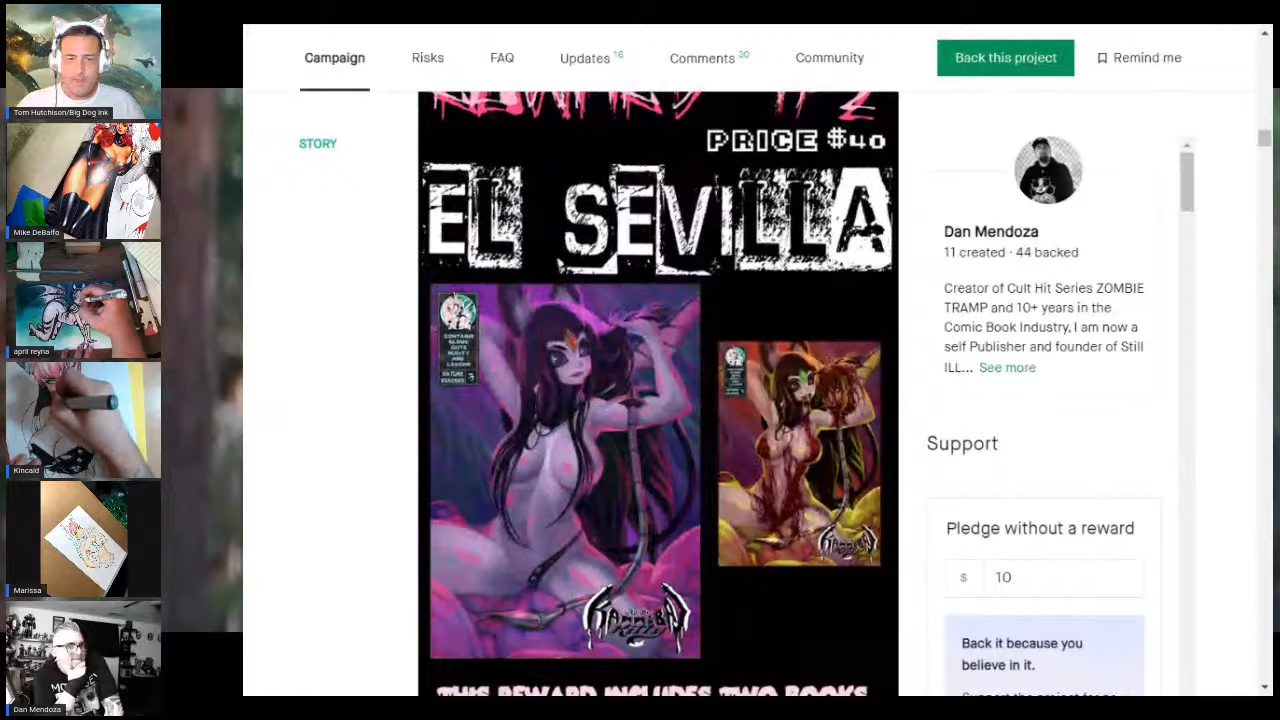 Tom Hutchison/Big Dog Ink
Mike DeBalfo
april reyna
Kincaid
Marissa
Dan Mendoza
Campaign
Risks
FAQ
Updates 18
Comments 30
Community
Back this project
Remind me
STORY
PRICE $40
EL SEVILLA
CONTAINS
MATURE READERS
THIS REWARD INCLUDES TWO BOOKS
Dan Mendoza
11 created · 44 backed
Creator of Cult Hit Series ZOMBIE
TRAMP and 10+ years in the
Comic Book Industry, I am now a
self Publisher and founder of Still
ILL... See more
Support
Pledge without a reward
$ 10
Back it because you
believe in it.